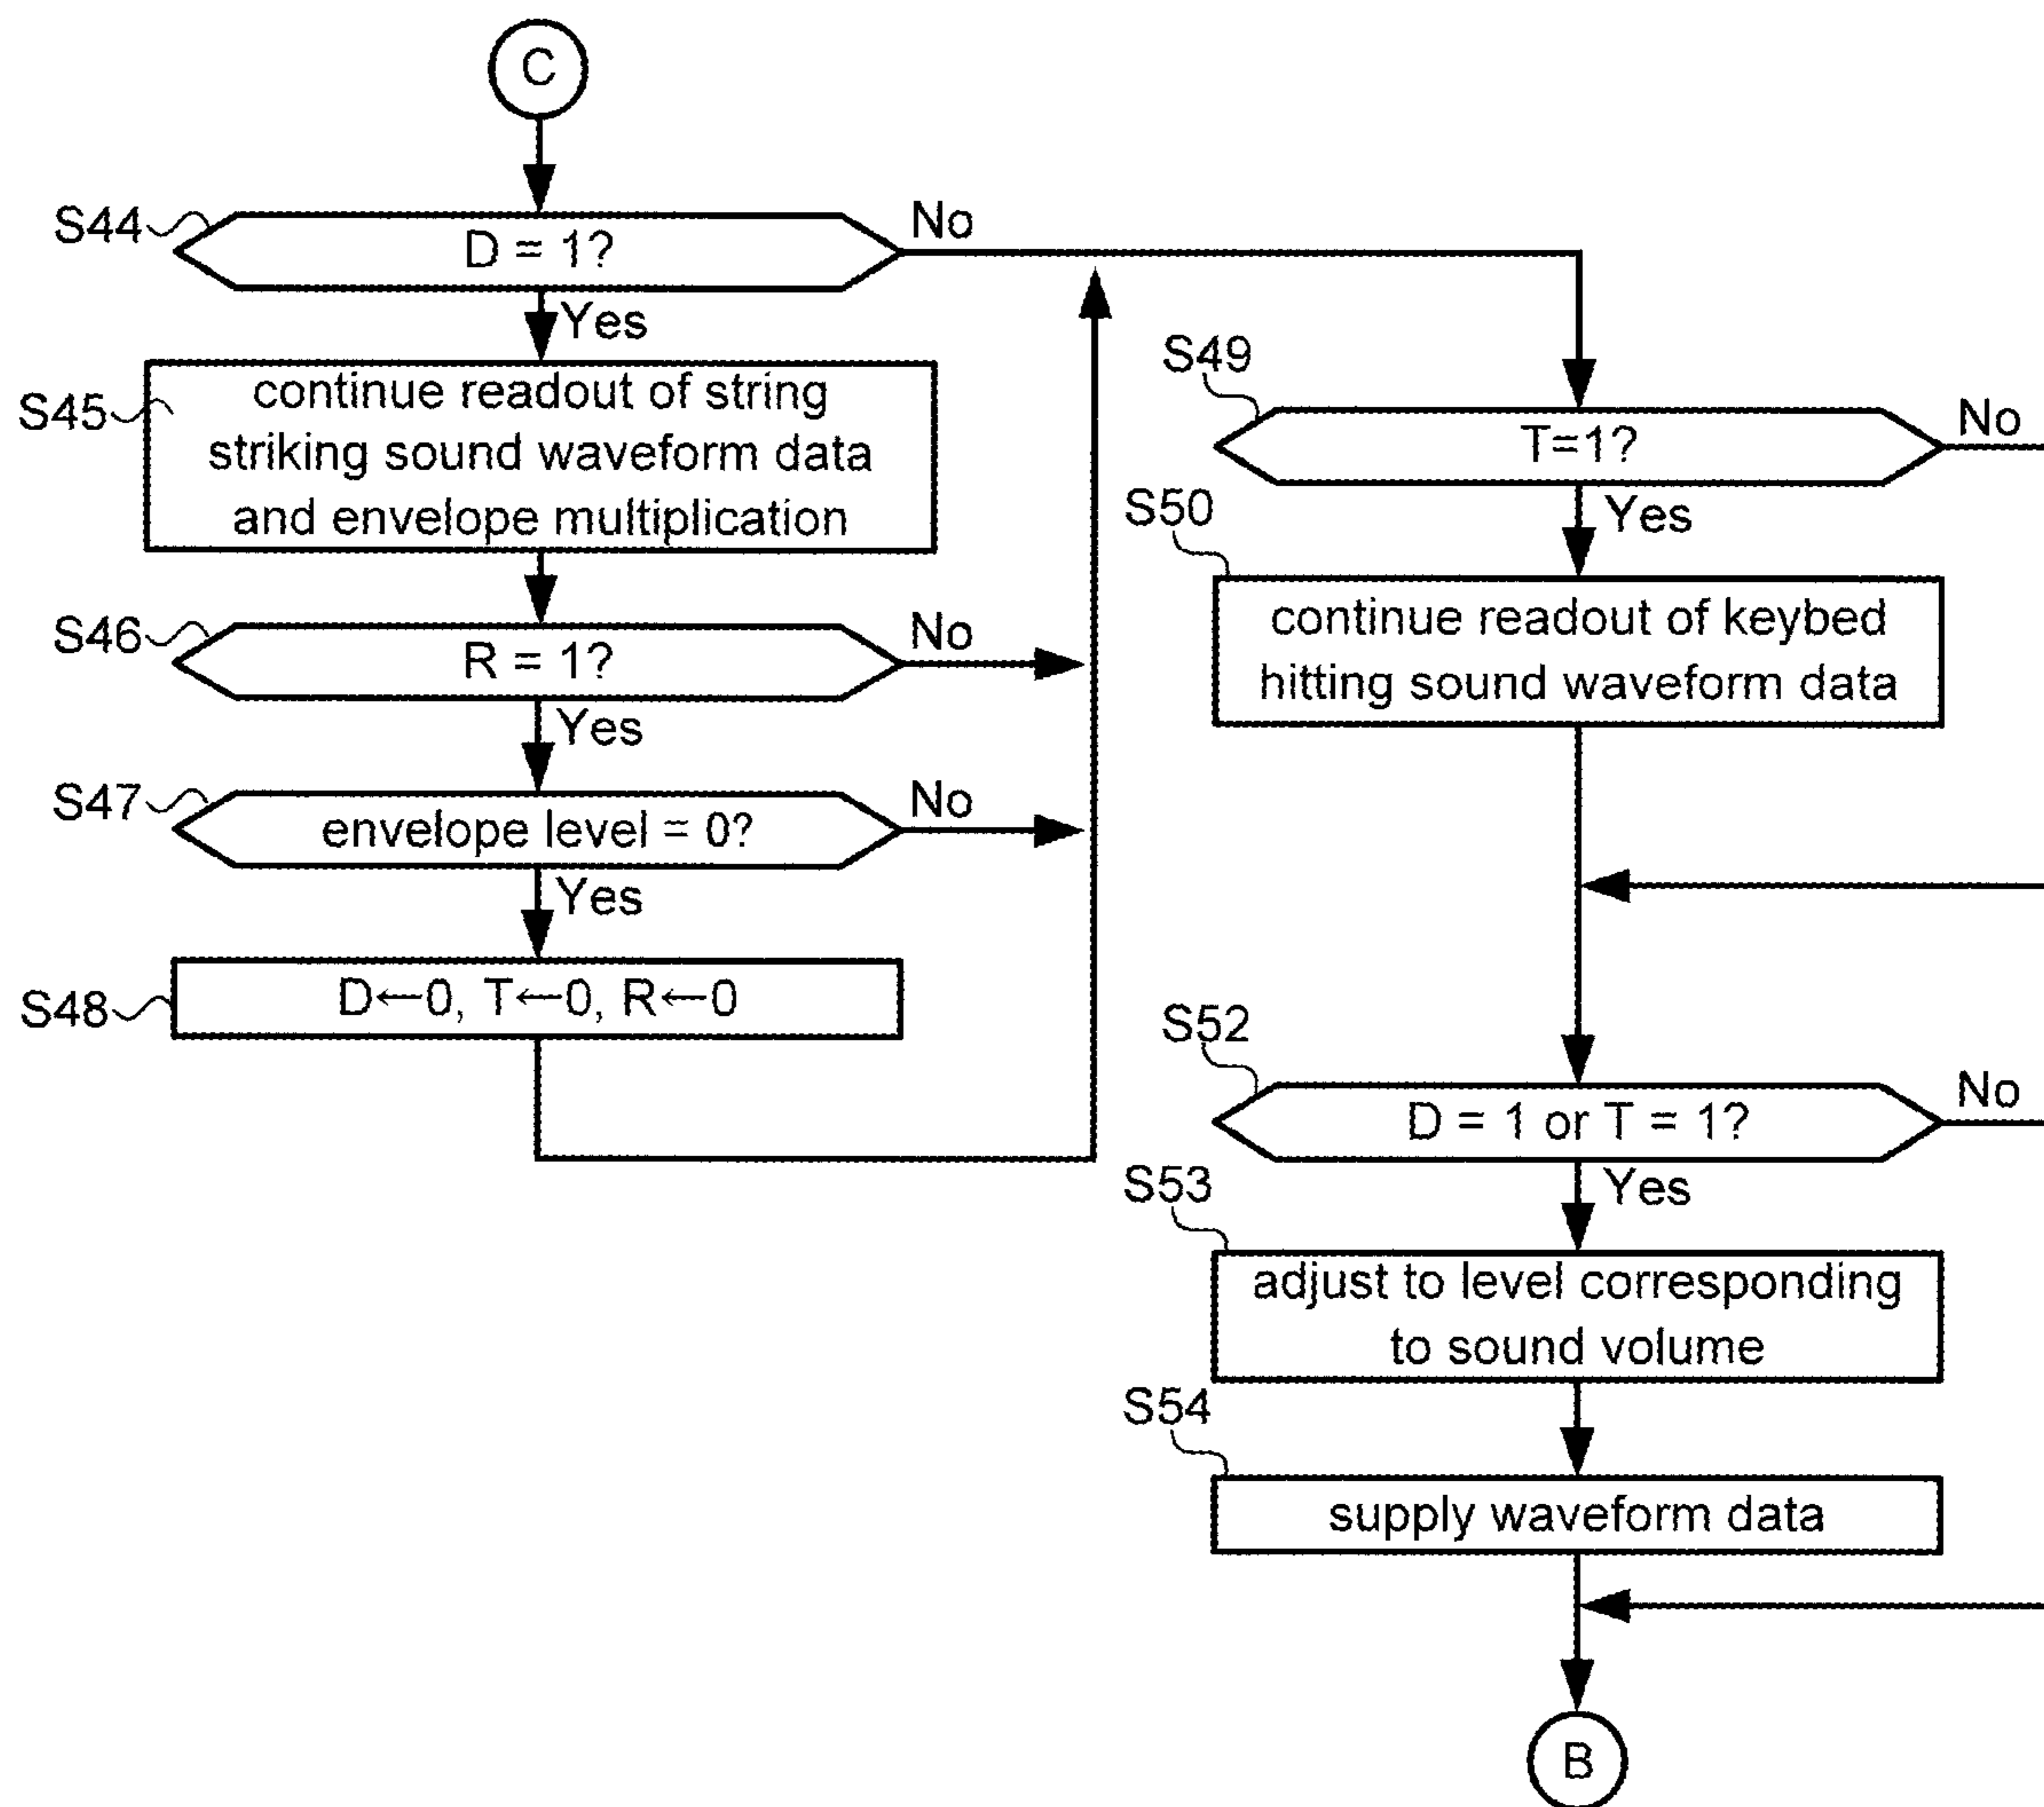 C
S44
D = 1?
No
Yes
S45
continue readout of string
striking sound waveform data
and envelope multiplication
S46
R = 1?
No
Yes
S47
envelope level = 0?
No
Yes
S48
D←0, T←0, R←0
S49
T=1?
No
Yes
S50
continue readout of keybed
hitting sound waveform data
S52
D = 1 or T = 1?
No
Yes
S53
adjust to level corresponding
to sound volume
S54
supply waveform data
B